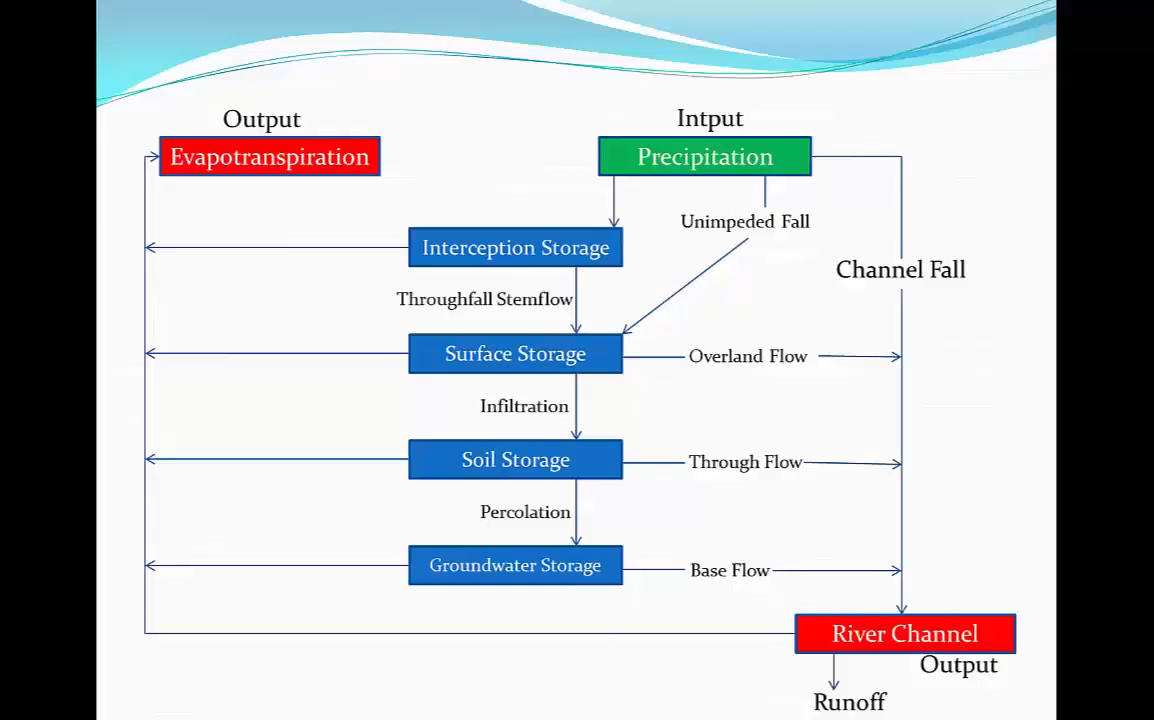 Output
Intput
Evapotranspiration
Precipitation
Unimpeded Fall
Interception Storage
Channel Fall
Throughfall Stemflow
Surface Storage
Overland Flow
Infiltration
Soil Storage
Through Flow
Percolation
Groundwater Storage
Base Flow
River Channel
Output
Runoff